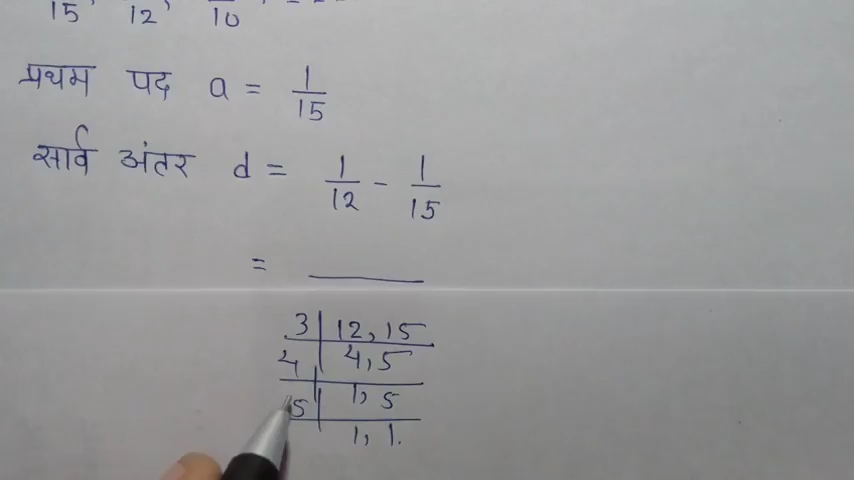 15, 12, 10, ---
प्रथम पद a = 1/15
सार्व अंतर d = 1/12 - 1/15
=
3 | 12, 15
4 | 4, 5
5 | 1, 5
1, 1.